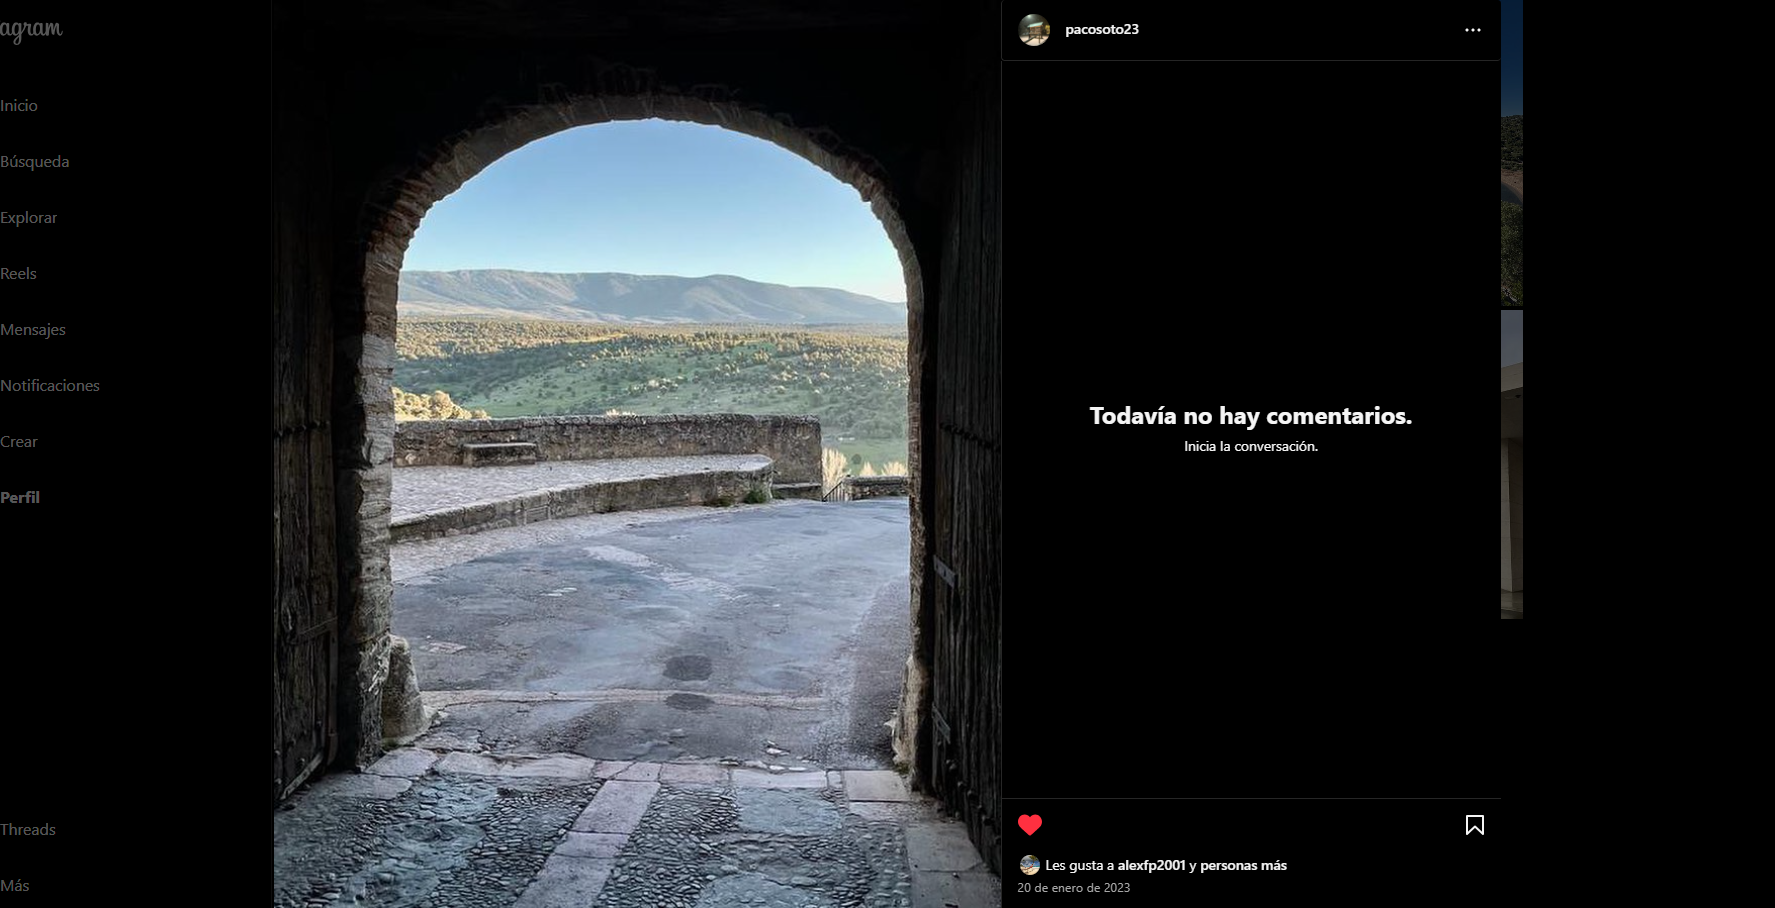 agram
Inicio
Búsqueda
Explorar
Reels
Mensajes
Notificaciones
Crear
Perfil
Threads
Más
pacosoto23
Todavía no hay comentarios.
Inicia la conversación.
Les gusta a alexfp2001 y personas más
20 de enero de 2023